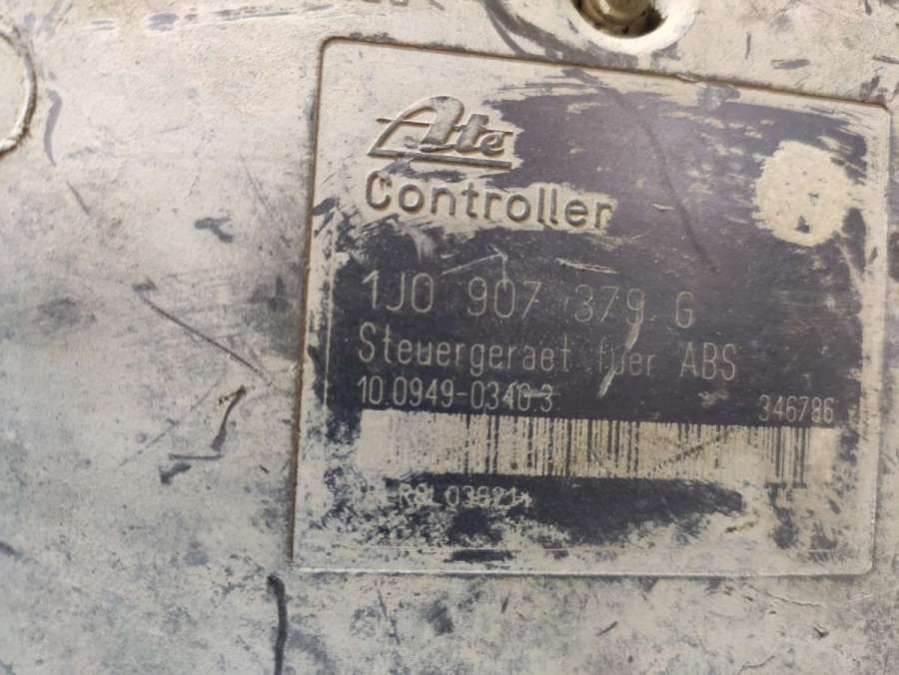 Ate
Controller
1J0 907 379 G
Steuergeraet fuer ABS
10.0949-0340.3 346786